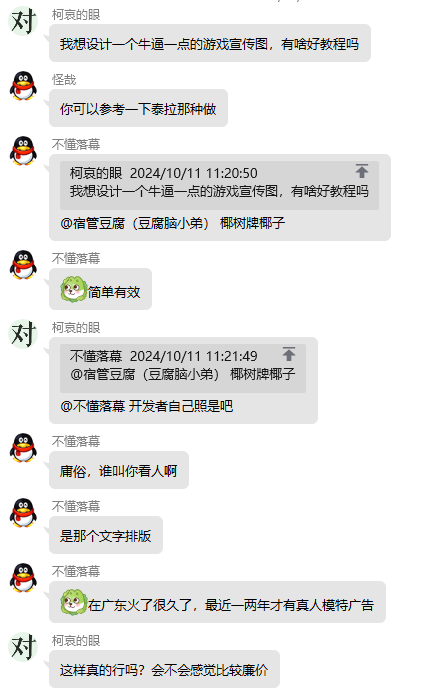 对
柯哀的眼
我想设计一个牛逼一点的游戏宣传图，有啥好教程吗
怪哉
你可以参考一下泰拉那种做
不懂落幕
柯哀的眼 2024/10/11 11:20:50
我想设计一个牛逼一点的游戏宣传图，有啥好教程吗
@宿管豆腐（豆腐脑小弟） 椰树牌椰子
不懂落幕
简单有效
对
柯哀的眼
不懂落幕 2024/10/11 11:21:49
@宿管豆腐（豆腐脑小弟） 椰树牌椰子
@不懂落幕 开发者自己照是吧
不懂落幕
庸俗，谁叫你看人啊
不懂落幕
是那个文字排版
不懂落幕
在广东火了很久了，最近一两年才有真人模特广告
对
柯哀的眼
这样真的行吗？会不会感觉比较廉价